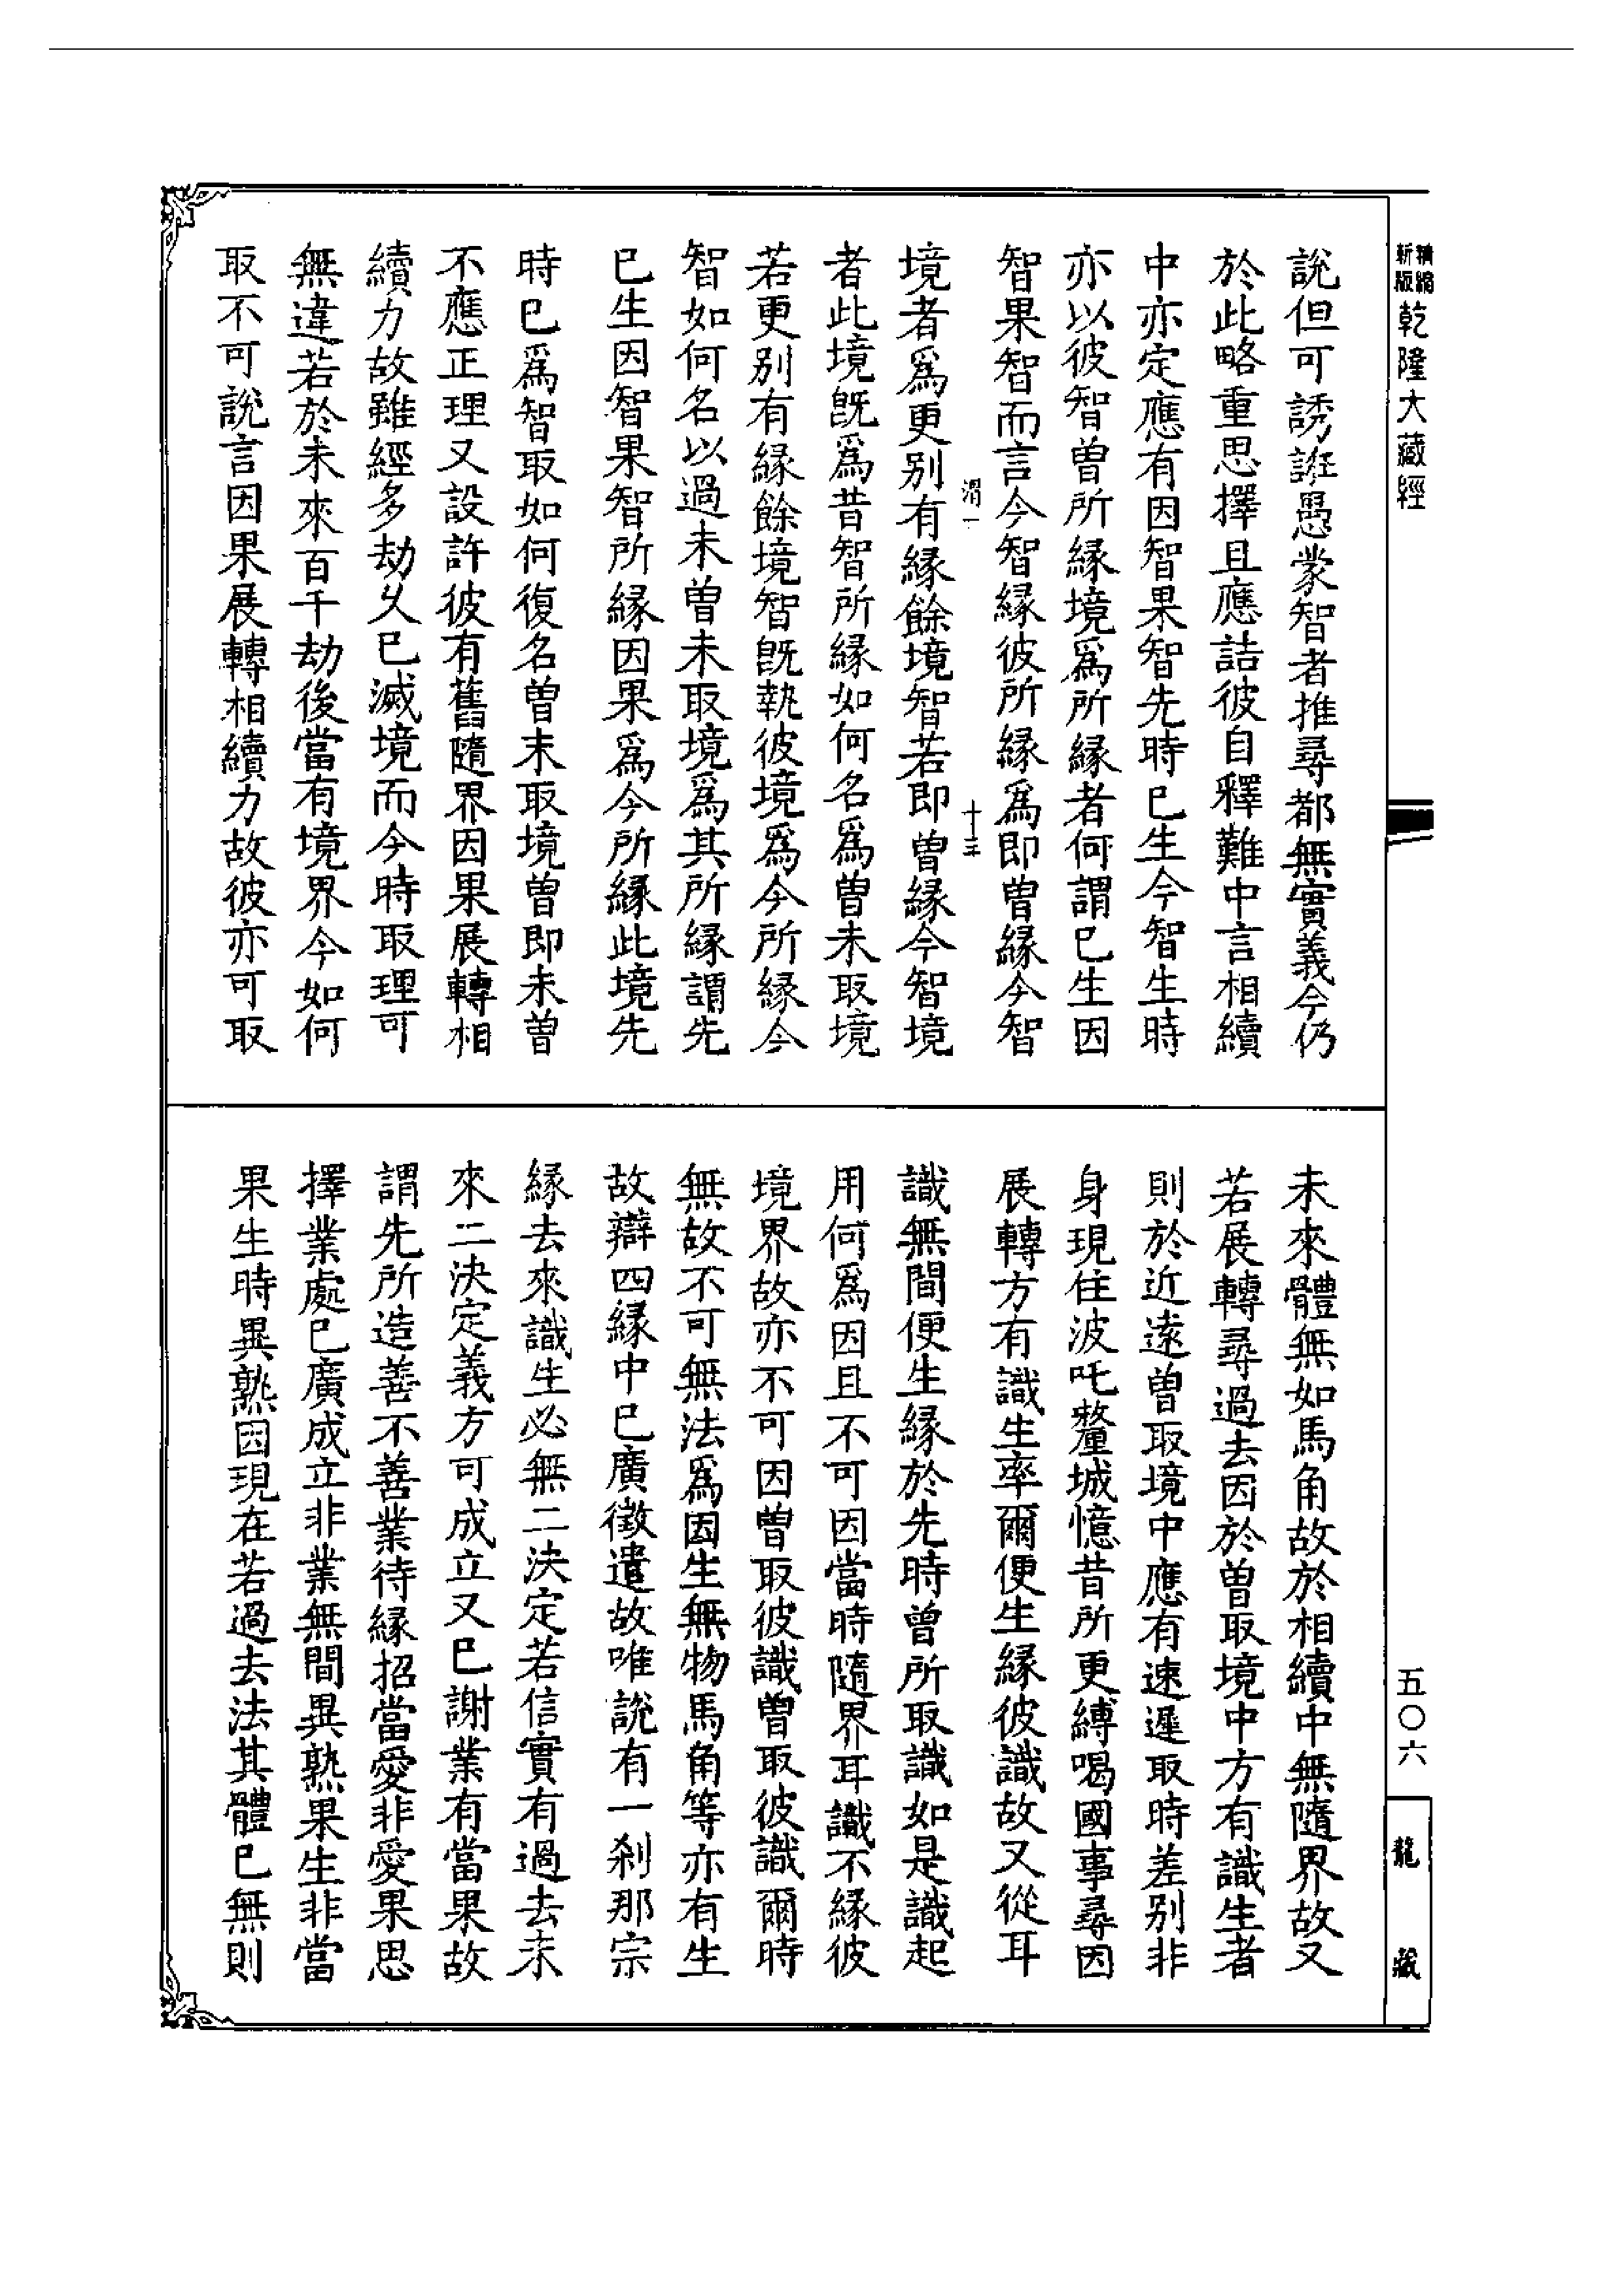 精編
新版
乾隆大藏經
說但可誘誑愚蒙智者推尋都無實義今仍
於此略重思擇且應詰彼自釋難中言相續
中亦定應有因智果智先時已生今智生時
亦以彼智曾所緣境爲所緣者何謂已生因
智果智而言今智緣彼所緣爲即曾緣今智
渭一
十三
境者爲更別有緣餘境智若即曾緣今智境
者此境既爲昔智所緣如何名爲曾未取境
若更別有緣餘境智既執彼境爲今所緣今
智如何名以過未曾未取境爲其所緣謂先
已生因智果智所緣因果爲今所緣此境先
時已爲智取如何復名曾未取境曾即未曾
不應正理又設許彼有舊隨界因果展轉相
續力故雖經多劫久已滅境而今時取理可
無違若於未來百千劫後當有境界今如何
取不可說言因果展轉相續力故彼亦可取
未來體無如馬角故於相續中無隨界故又
若展轉尋過去因於曾取境中方有識生者
則於近遠曾取境中應有速遲取時差別非
身現住波吒釐城憶昔所更縛喝國事尋因
展轉方有識生率爾便生緣彼識故又從耳
識無間便生緣於先時曾所取識如是識起
用何爲因且不可因當時隨界耳識不緣彼
境界故亦不可因曾取彼識曾取彼識爾時
無故不可無法爲因生無物馬角等亦有生
故辯四緣中已廣徵遣故唯說有一剎那宗
緣去來識生必無二決定若信實有過去未
來二決定義方可成立又已謝業有當果故
謂先所造善不善業待緣招當愛非愛果思
擇業處已廣成立非業無間異熟果生非當
果生時異熟因現在若過去法其體已無則
五〇六
龍藏